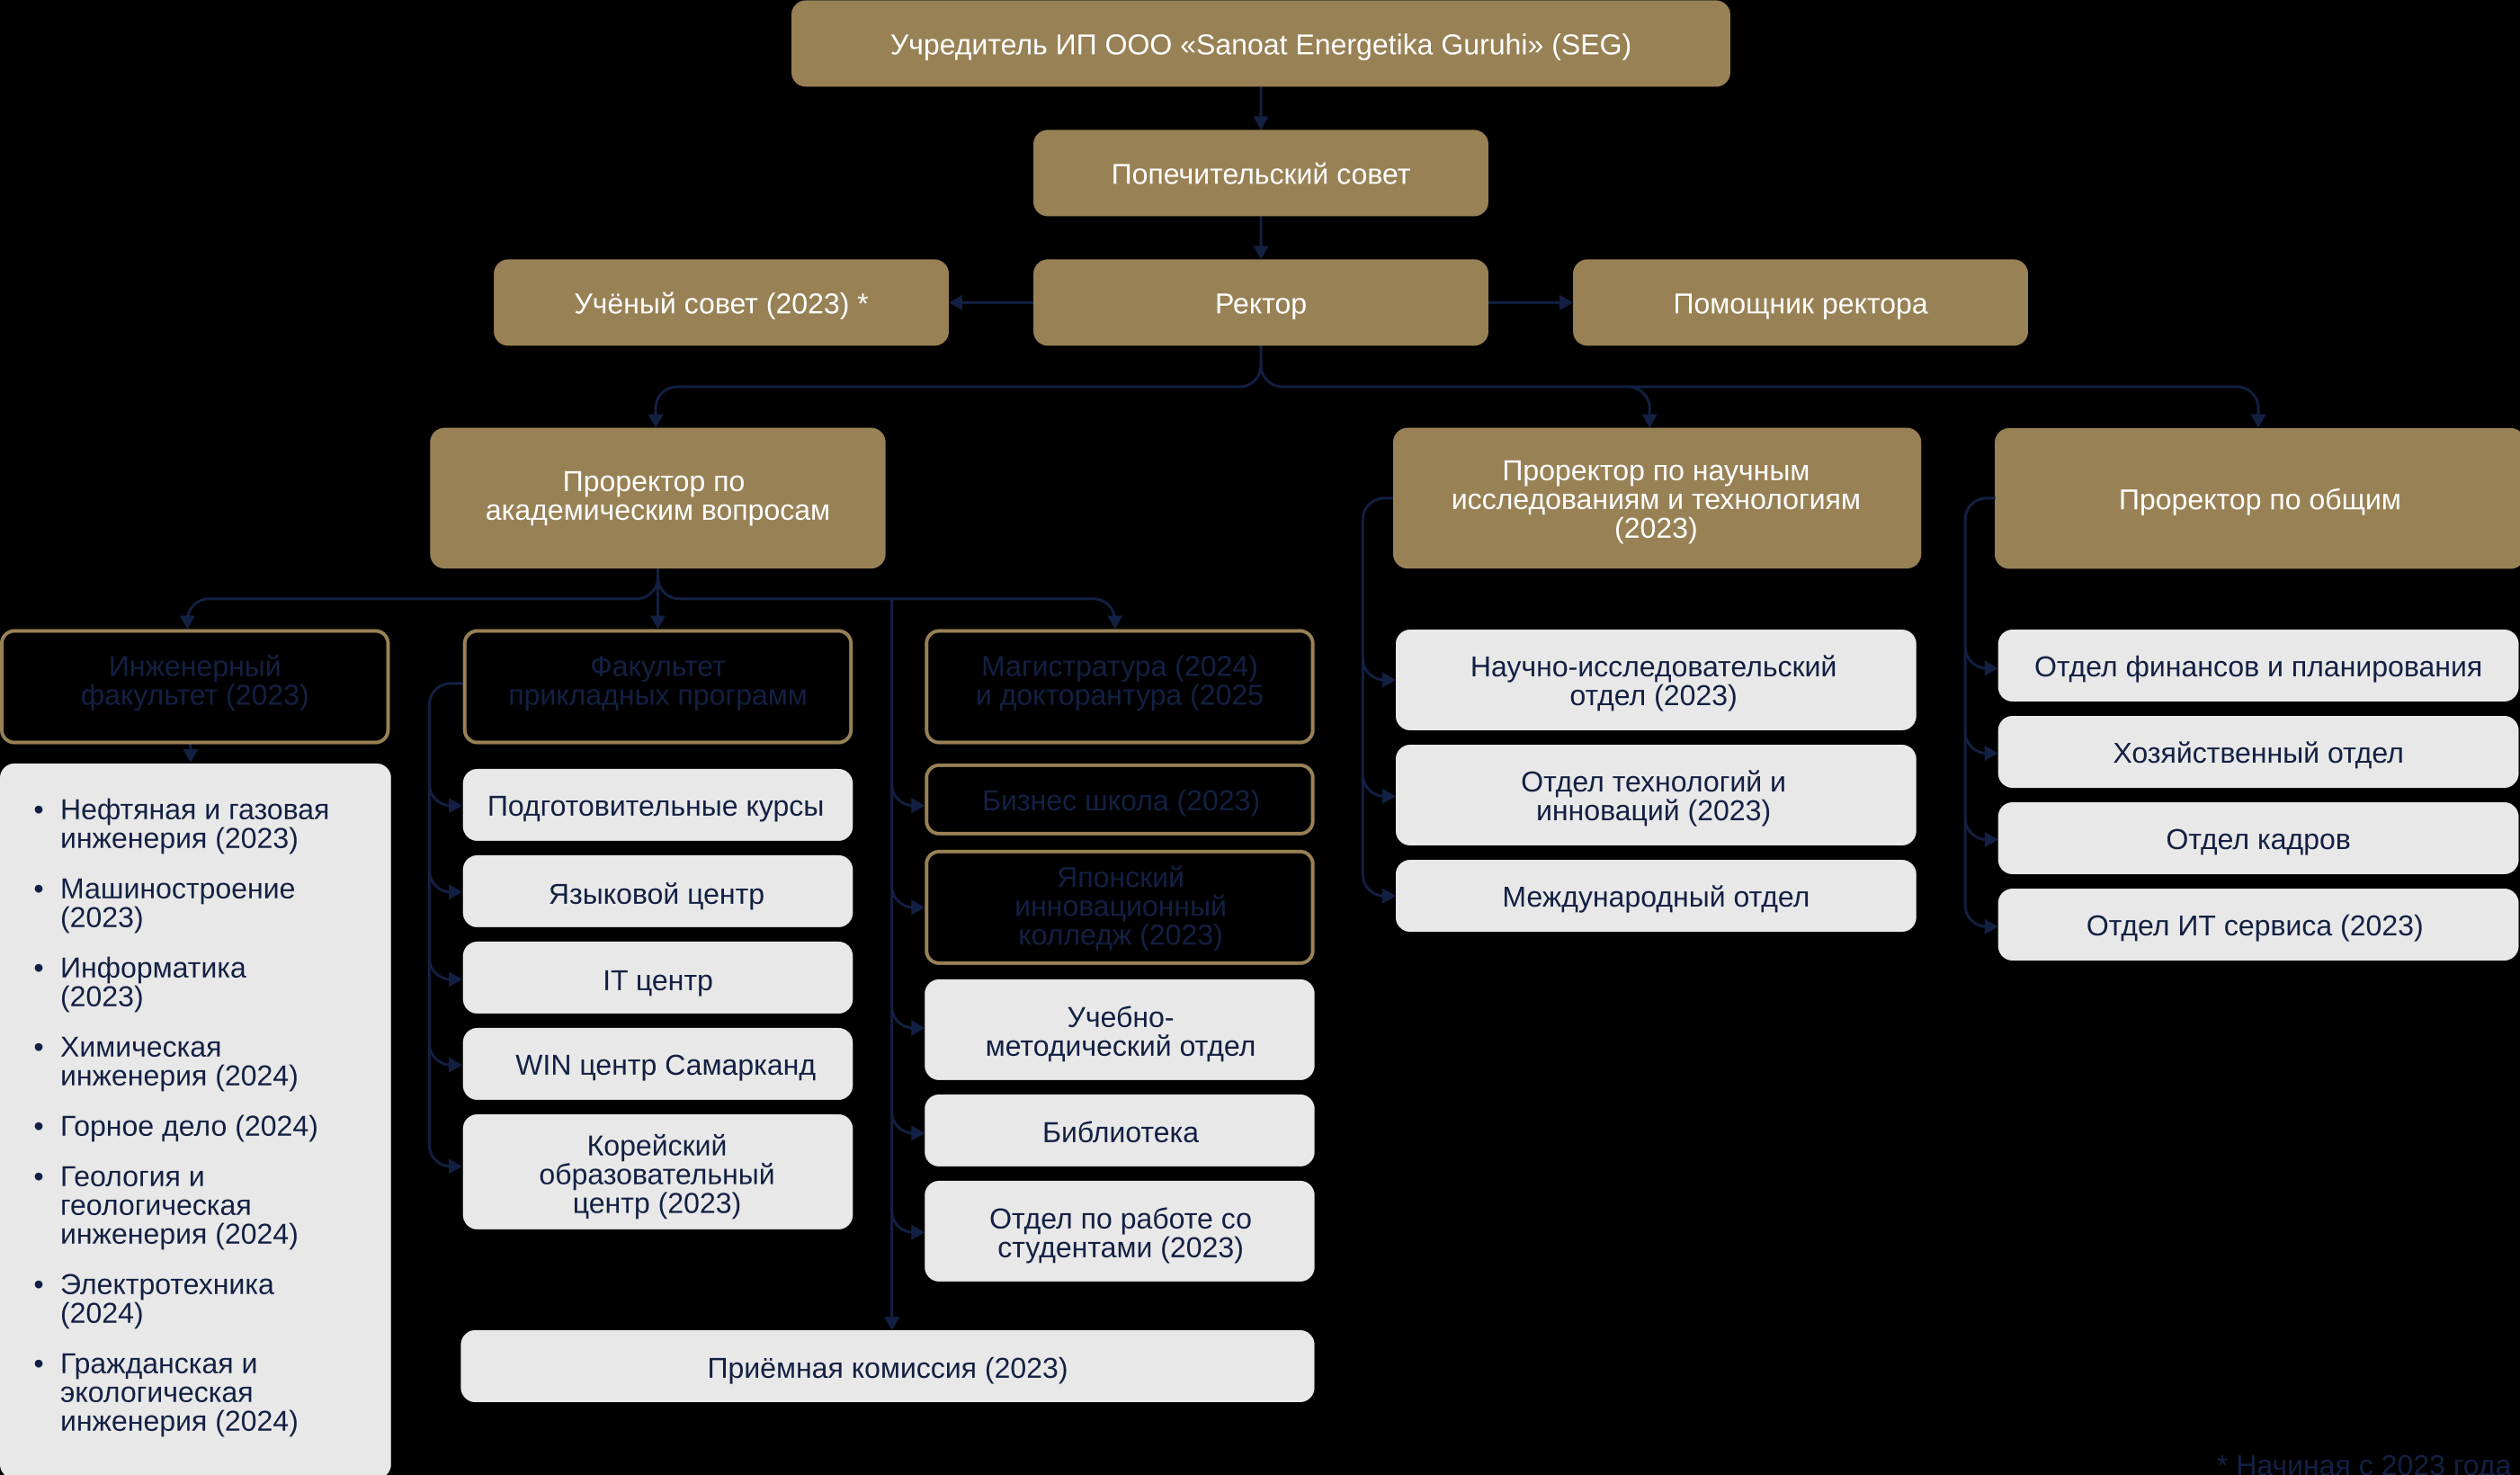 Учредитель ИП ООО «Sanoat Energetika Guruhi» (SEG)
Попечительский совет
Учёный совет (2023) *
Ректор
Помощник ректора
Проректор по
академическим вопросам
Проректор по научным
исследованиям и технологиям
(2023)
Проректор по общим
Инженерный
факультет (2023)
• Нефтяная и газовая
инженерия (2023)
• Машиностроение
(2023)
• Информатика
(2023)
• Химическая
инженерия (2024)
• Горное дело (2024)
• Геология и
геологическая
инженерия (2024)
• Электротехника
(2024)
• Гражданская и
экологическая
инженерия (2024)
Факультет
прикладных программ
Подготовительные курсы
Языковой центр
IT центр
WIN центр Самарканд
Корейский
образовательный
центр (2023)
Магистратура (2024)
и докторантура (2025
Бизнес школа (2023)
Японский
инновационный
колледж (2023)
Учебно-
методический отдел
Библиотека
Отдел по работе со
студентами (2023)
Приёмная комиссия (2023)
Научно-исследовательский
отдел (2023)
Отдел технологий и
инноваций (2023)
Международный отдел
Отдел финансов и планирования
Хозяйственный отдел
Отдел кадров
Отдел ИТ сервиса (2023)
* Начиная с 2023 года